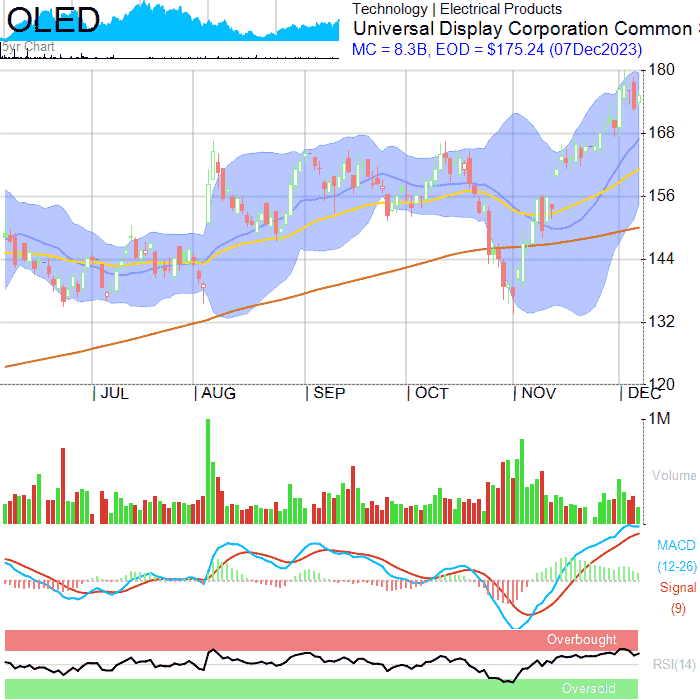 OLED
5yr Chart
Technology | Electrical Products
Universal Display Corporation Common
MC = 8.3B, EOD = $175.24 (07Dec2023)
180
168
156
144
132
120
JUL AUG SEP OCT NOV DEC
1M
Volume
MACD
(12-26)
Signal
(9)
Overbought
RSI(14)
Oversold